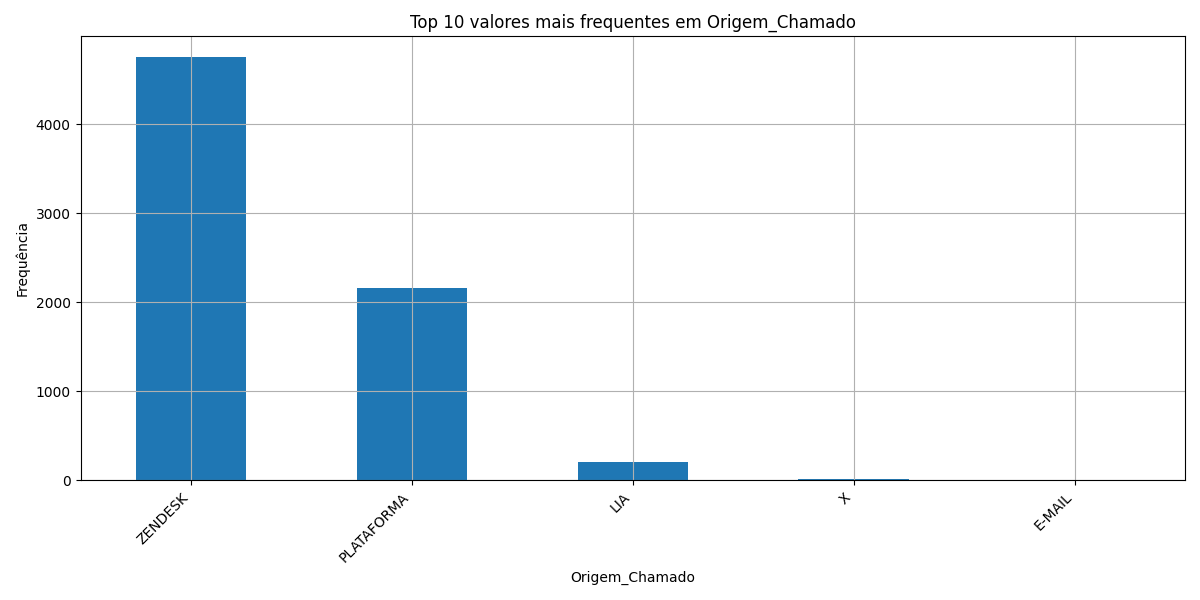 Top 10 valores mais frequentes em Origem_Chamado
Frequência
4000
3000
2000
1000
0
ZENDESK
PLATAFORMA
LIA
X
E-MAIL
Origem_Chamado